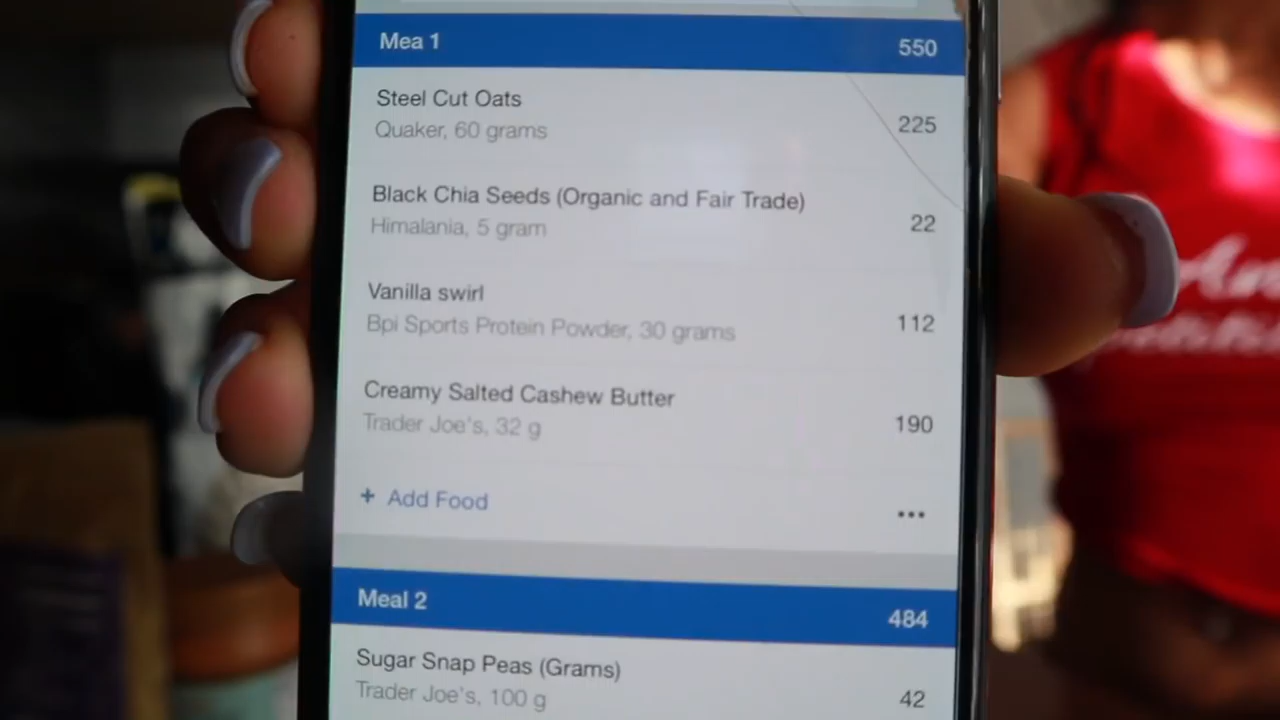 Mea 1
550
Steel Cut Oats
Quaker, 60 grams
225
Black Chia Seeds (Organic and Fair Trade)
Himalania, 5 gram
22
Vanilla swirl
Bpi Sports Protein Powder, 30 grams
112
Creamy Salted Cashew Butter
Trader Joe's, 32 g
190
+ Add Food
•••
Meal 2
484
Sugar Snap Peas (Grams)
Trader Joe's, 100 g
42